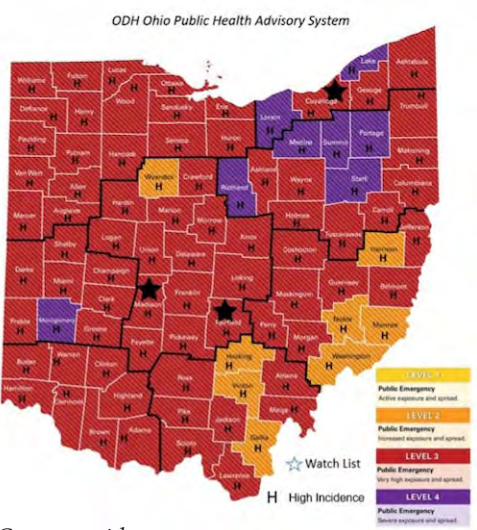 ODH Ohio Public Health Advisory System
Williams
Fulton
Lucas
Ottawa
Lake
Ashtabula
Cuyahoga
Geauga
Defiance
Henry
Wood
Sandusky
Erie
Lorain
Trumbull
Paulding
Putnam
Hancock
Seneca
Huron
Medina
Summit
Portage
Mahoning
Van Wert
Allen
Wyandot
Crawford
Richland
Ashland
Wayne
Stark
Columbiana
Mercer
Auglaize
Hardin
Marion
Morrow
Holmes
Tuscarawas
Carroll
Jefferson
Shelby
Logan
Union
Delaware
Knox
Coshocton
Harrison
Darke
Miami
Champaign
Licking
Guernsey
Belmont
Clark
Madison
Franklin
Muskingum
Noble
Monroe
Preble
Montgomery
Greene
Fayette
Pickaway
Fairfield
Perry
Morgan
Washington
Butler
Warren
Clinton
Ross
Hocking
Athens
Hamilton
Clermont
Highland
Vinton
Meigs
Brown
Adams
Pike
Jackson
Scioto
Gallia
Lawrence
LEVEL 1
Public Emergency
Active exposure and spread.
LEVEL 2
Public Emergency
Increased exposure and spread.
LEVEL 3
Public Emergency
Very high exposure and spread.
LEVEL 4
Public Emergency
Severe exposure and spread.
Watch List
H High Incidence